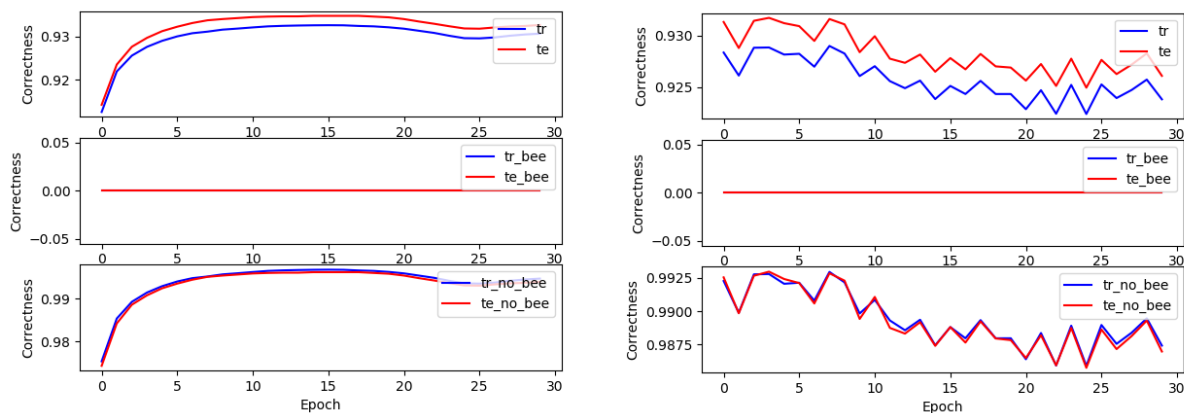 Correctness
0.93
0.92
tr
te
0 5 10 15 20 25 30
Correctness
0.05
0.00
−0.05
tr_bee
te_bee
0 5 10 15 20 25 30
Correctness
0.99
0.98
tr_no_bee
te_no_bee
0 5 10 15 20 25 30
Epoch
Correctness
0.930
0.925
tr
te
0 5 10 15 20 25 30
Correctness
0.05
0.00
−0.05
tr_bee
te_bee
0 5 10 15 20 25 30
Correctness
0.9925
0.9900
0.9875
tr_no_bee
te_no_bee
0 5 10 15 20 25 30
Epoch